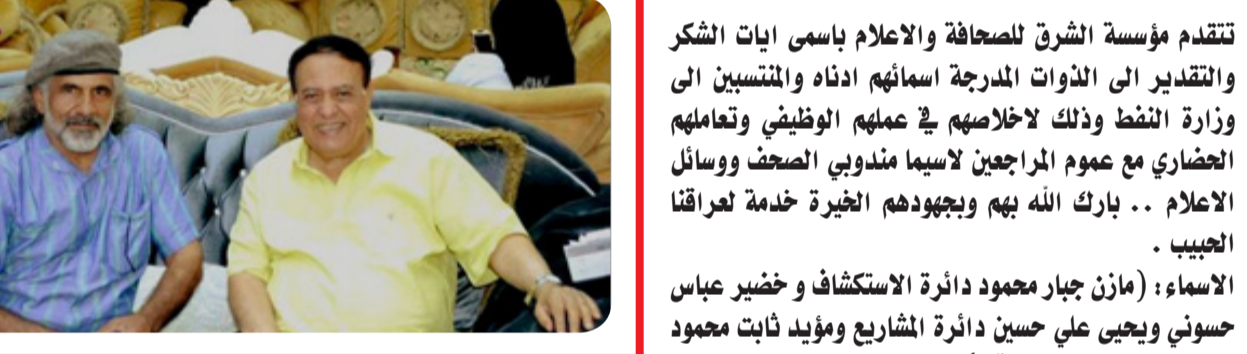 تتقدم مؤسسة الشرق للصحافة والاعلام باسمى ايات الشكر
والتقدير الى الذوات المدرجة اسمائهم ادناه والمنتسبين الى
وزارة النفط وذلك لاخلاصهم في عملهم الوظيفي وتعاملهم
الحضاري مع عموم المراجعين لاسيما مندوبي الصحف ووسائل
الاعلام .. بارك الله بهم وبجهودهم الخيرة خدمة لعراقنا
الحبيب .
الاسماء: (مازن جبار محمود دائرة الاستكشاف و خضير عباس
حسوني ويحيى علي حسين دائرة المشاريع ومؤيد ثابت محمود